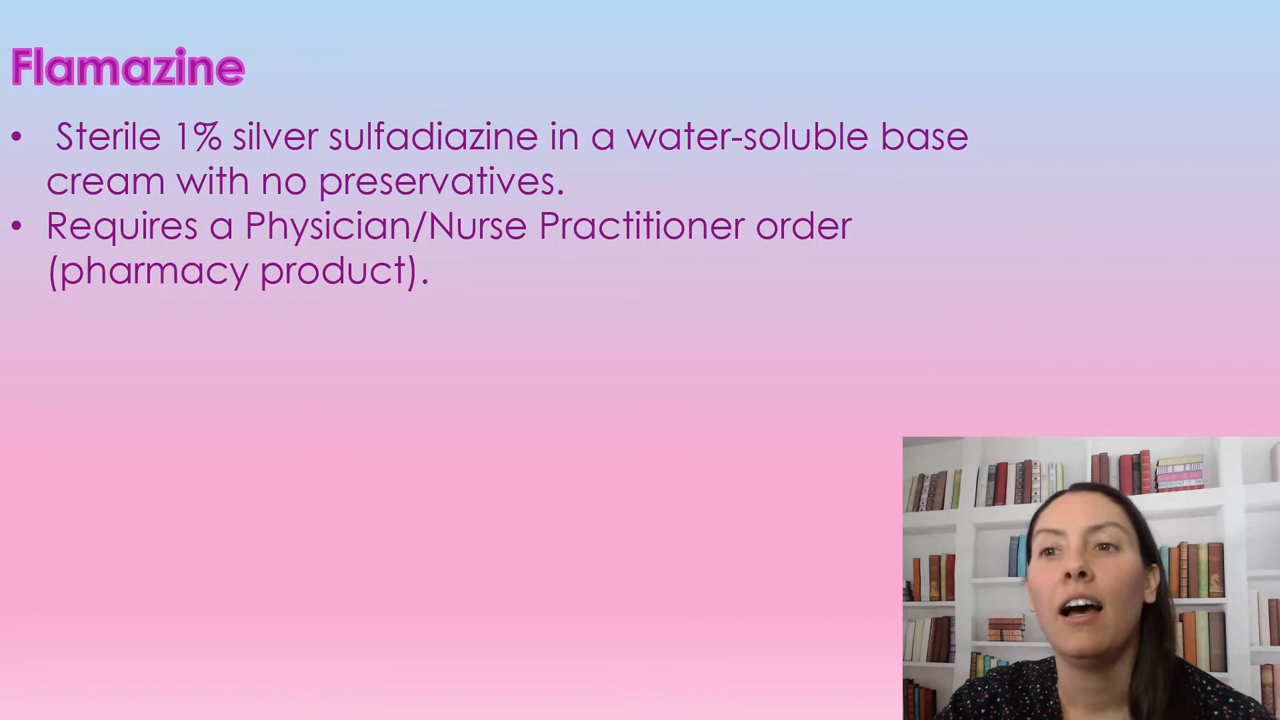 Flamazine
• Sterile 1% silver sulfadiazine in a water-soluble base
cream with no preservatives.
• Requires a Physician/Nurse Practitioner order
(pharmacy product).